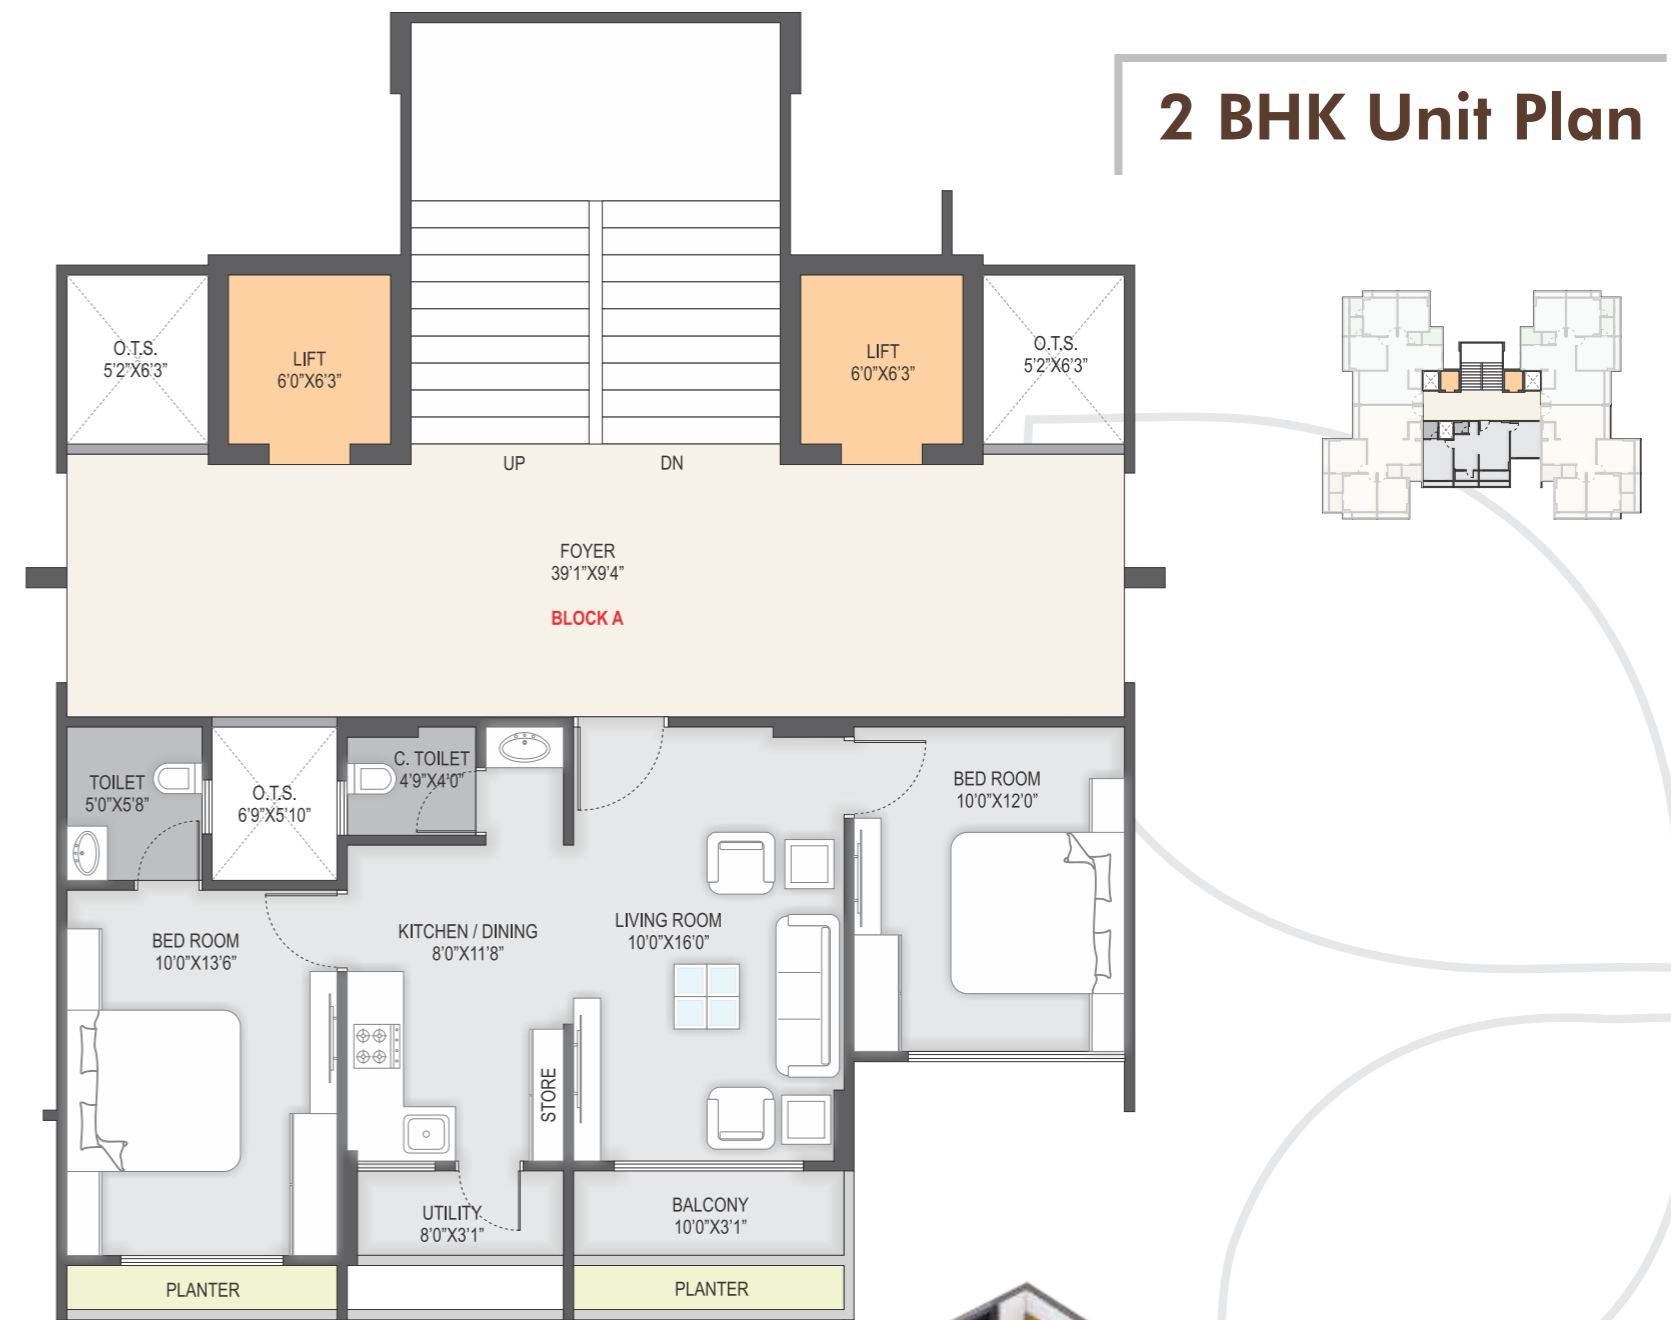 2 BHK Unit Plan
O.T.S.
5'2"X6'3"
LIFT
6'0"X6'3"
LIFT
6'0"X6'3"
O.T.S.
5'2"X6'3"
UP
DN
FOYER
39'1"X9'4"
BLOCK A
TOILET
5'0"X5'8"
O.T.S.
6'9"X5'10"
C. TOILET
4'9"X4'0"
BED ROOM
10'0"X12'0"
BED ROOM
10'0"X13'6"
KITCHEN / DINING
8'0"X11'8"
LIVING ROOM
10'0"X16'0"
STORE
UTILITY
8'0"X3'1"
BALCONY
10'0"X3'1"
PLANTER
PLANTER